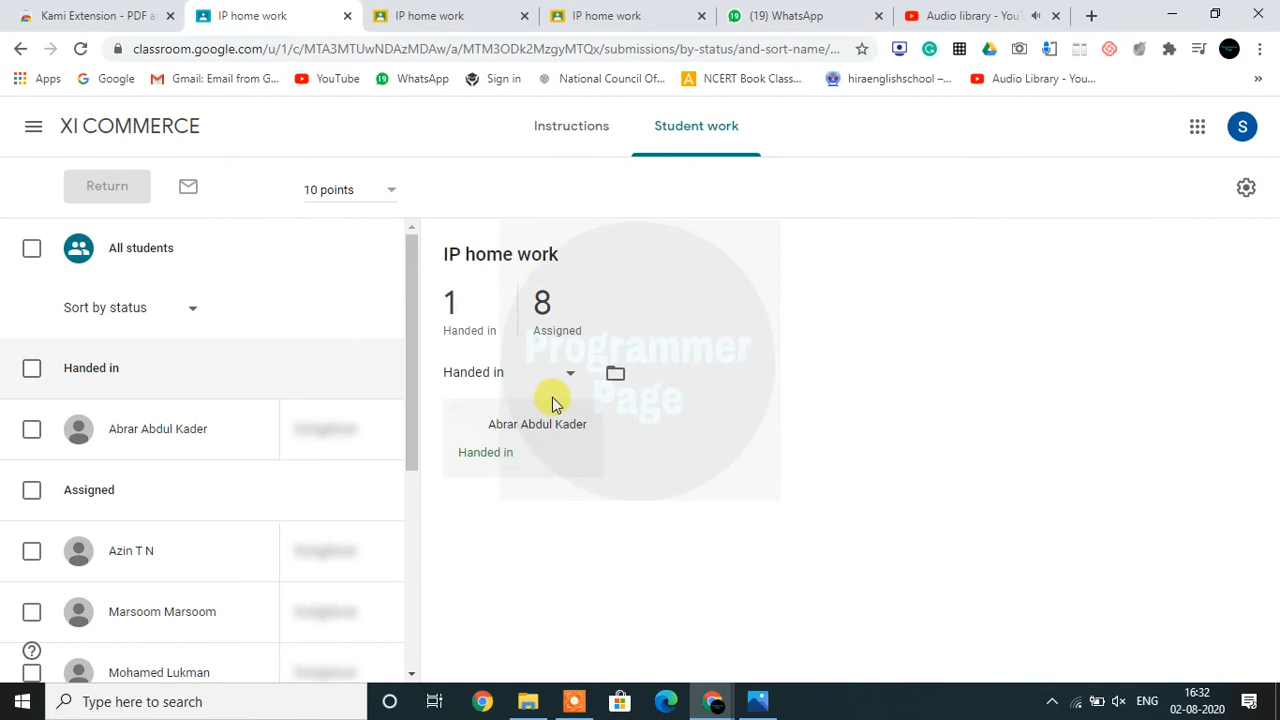 Kami Extension - PDF a
IP home work
IP home work
IP home work
(19) WhatsApp
Audio library - You
classroom.google.com/u/1/c/MTA3MTUwNDAzMDAw/a/MTM3ODk2MzgyMTQx/submissions/by-status/and-sort-name/...
Apps
Google
Gmail: Email from G...
YouTube
WhatsApp
Sign in
National Council Of...
NCERT Book Class...
hiraenglishschool –...
Audio Library - You...
»
XI COMMERCE
Instructions
Student work
S
Return
10 points
All students
Sort by status
Handed in
Abrar Abdul Kader
Assigned
Azin T N
Marsoom Marsoom
Mohamed Lukman
IP home work
1
8
Handed in
Assigned
Handed in
Abrar Abdul Kader
Handed in
Programmer
Page
Type here to search
ENG
16:32
02-08-2020